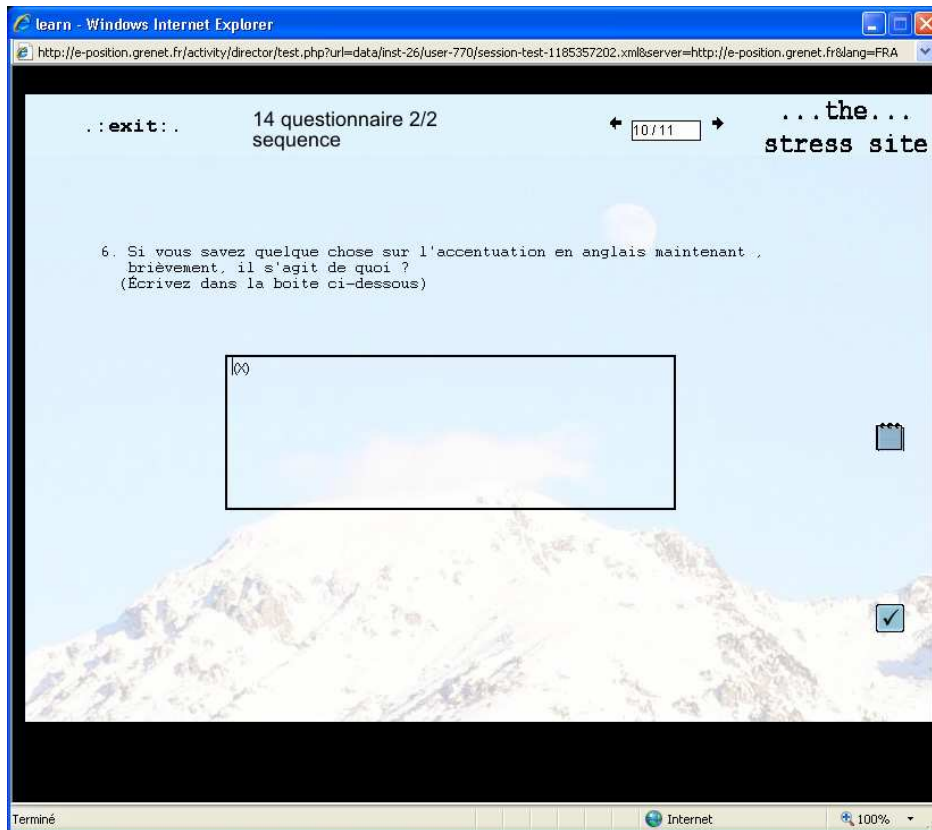 learn - Windows Internet Explorer
http://e-position.grenet.fr/activity/director/test.php?url=data/inst-26/user-770/session-test-1185357202.xml&server=http://e-position.grenet.fr&lang=FRA
.:exit:.
14 questionnaire 2/2
sequence
10/11
...the...
stress site
6. Si vous savez quelque chose sur l'accentuation en anglais maintenant ,
brièvement, il s'agit de quoi ?
(Écrivez dans la boite ci-dessous)
(X)
Terminé
Internet
100%